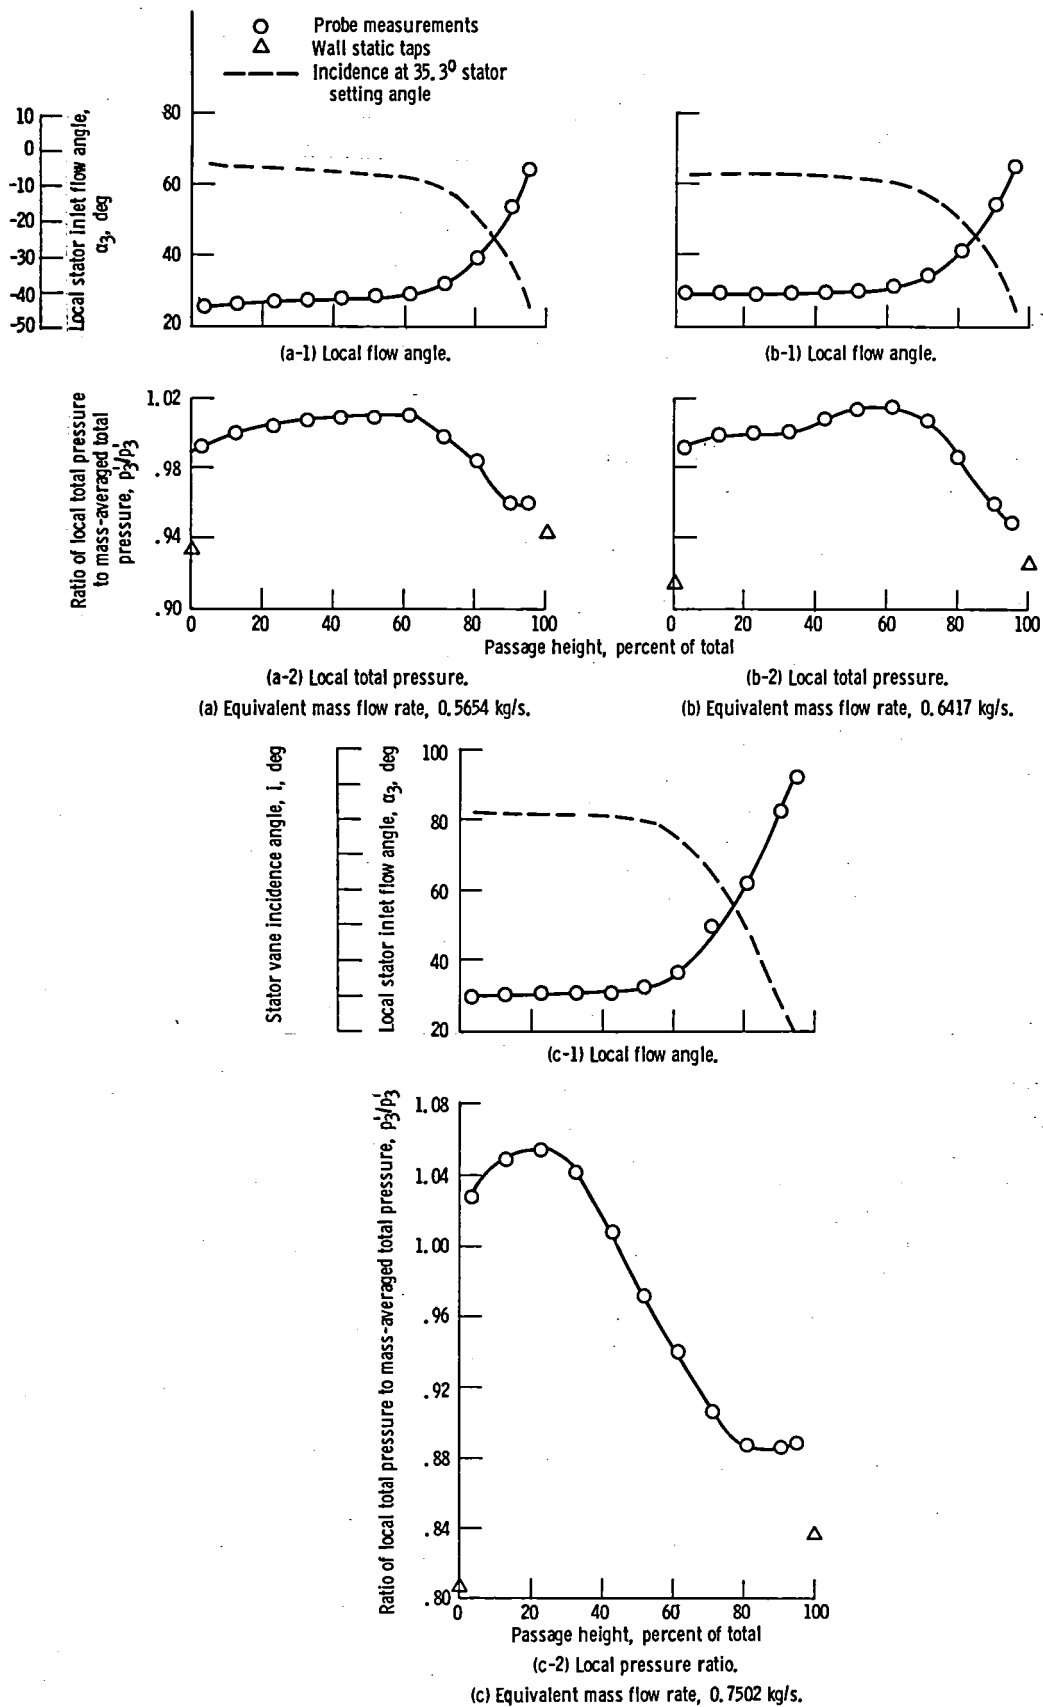 Probe measurements
Wall static taps
Incidence at 35.3° stator
setting angle
10
0
-10
-20
-30
-40
-50
Local stator inlet flow angle,
α3, deg
80
60
40
20
(a-1) Local flow angle.
(b-1) Local flow angle.
Ratio of local total pressure
to mass-averaged total
pressure, p̄3'/p3'
1.02
.98
.94
.90
0 20 40 60 80 100
0 20 40 60 80 100
Passage height, percent of total
(a-2) Local total pressure.
(b-2) Local total pressure.
(a) Equivalent mass flow rate, 0.5654 kg/s.
(b) Equivalent mass flow rate, 0.6417 kg/s.
Stator vane incidence angle, i, deg
Local stator inlet flow angle, α3, deg
100
80
60
40
20
(c-1) Local flow angle.
Ratio of local total pressure to mass-averaged total pressure, p3'/p3'
1.08
1.04
1.00
.96
.92
.88
.84
.80
0 20 40 60 80 100
Passage height, percent of total
(c-2) Local pressure ratio.
(c) Equivalent mass flow rate, 0.7502 kg/s.